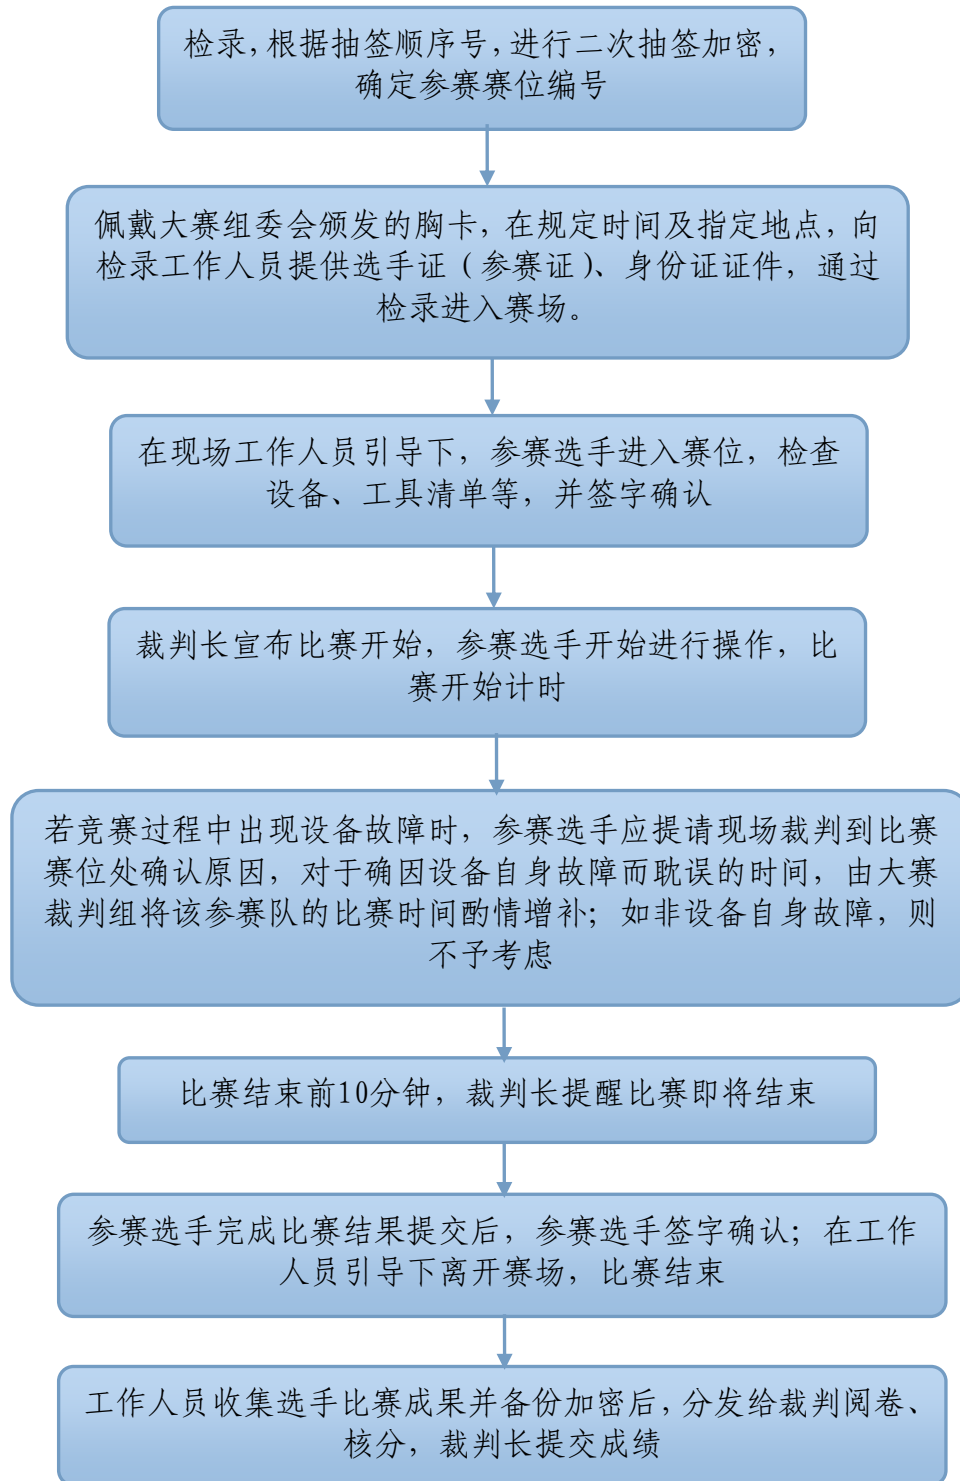 检录，根据抽签顺序号，进行二次抽签加密，
确定参赛赛位编号
佩戴大赛组委会颁发的胸卡，在规定时间及指定地点，向
检录工作人员提供选手证（参赛证）、身份证证件，通过
检录进入赛场。
在现场工作人员引导下，参赛选手进入赛位，检查
设备、工具清单等，并签字确认
裁判长宣布比赛开始，参赛选手开始进行操作，比
赛开始计时
若竞赛过程中出现设备故障时，参赛选手应提请现场裁判到比赛
赛位处确认原因，对于确因设备自身故障而耽误的时间，由大赛
裁判组将该参赛队的比赛时间酌情增补；如非设备自身故障，则
不予考虑
比赛结束前10分钟，裁判长提醒比赛即将结束
参赛选手完成比赛结果提交后，参赛选手签字确认；在工作
人员引导下离开赛场，比赛结束
工作人员收集选手比赛成果并备份加密后，分发给裁判阅卷、
核分，裁判长提交成绩